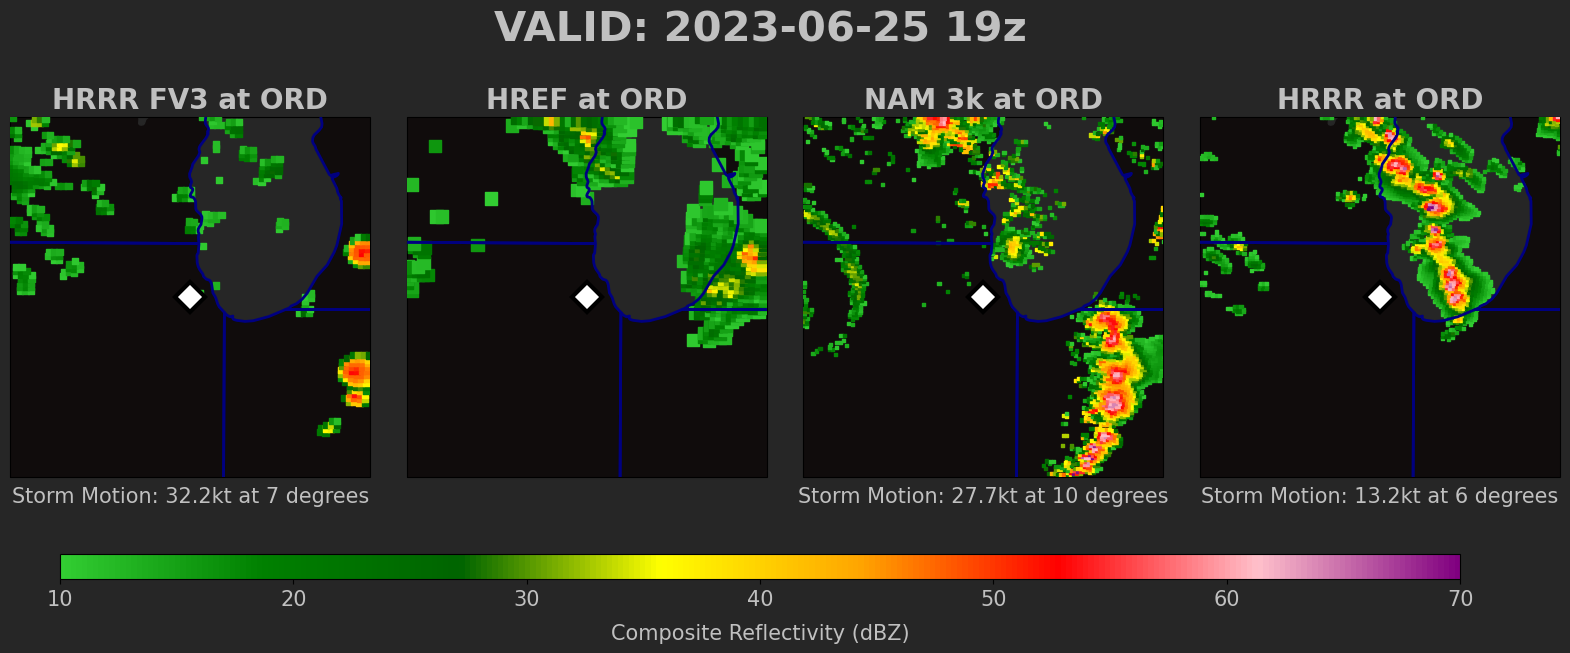 VALID: 2023-06-25 19z
HRRR FV3 at ORD
HREF at ORD
NAM 3k at ORD
HRRR at ORD
Storm Motion: 32.2kt at 7 degrees
Storm Motion: 27.7kt at 10 degrees
Storm Motion: 13.2kt at 6 degrees
10 20 30 40 50 60 70
Composite Reflectivity (dBZ)